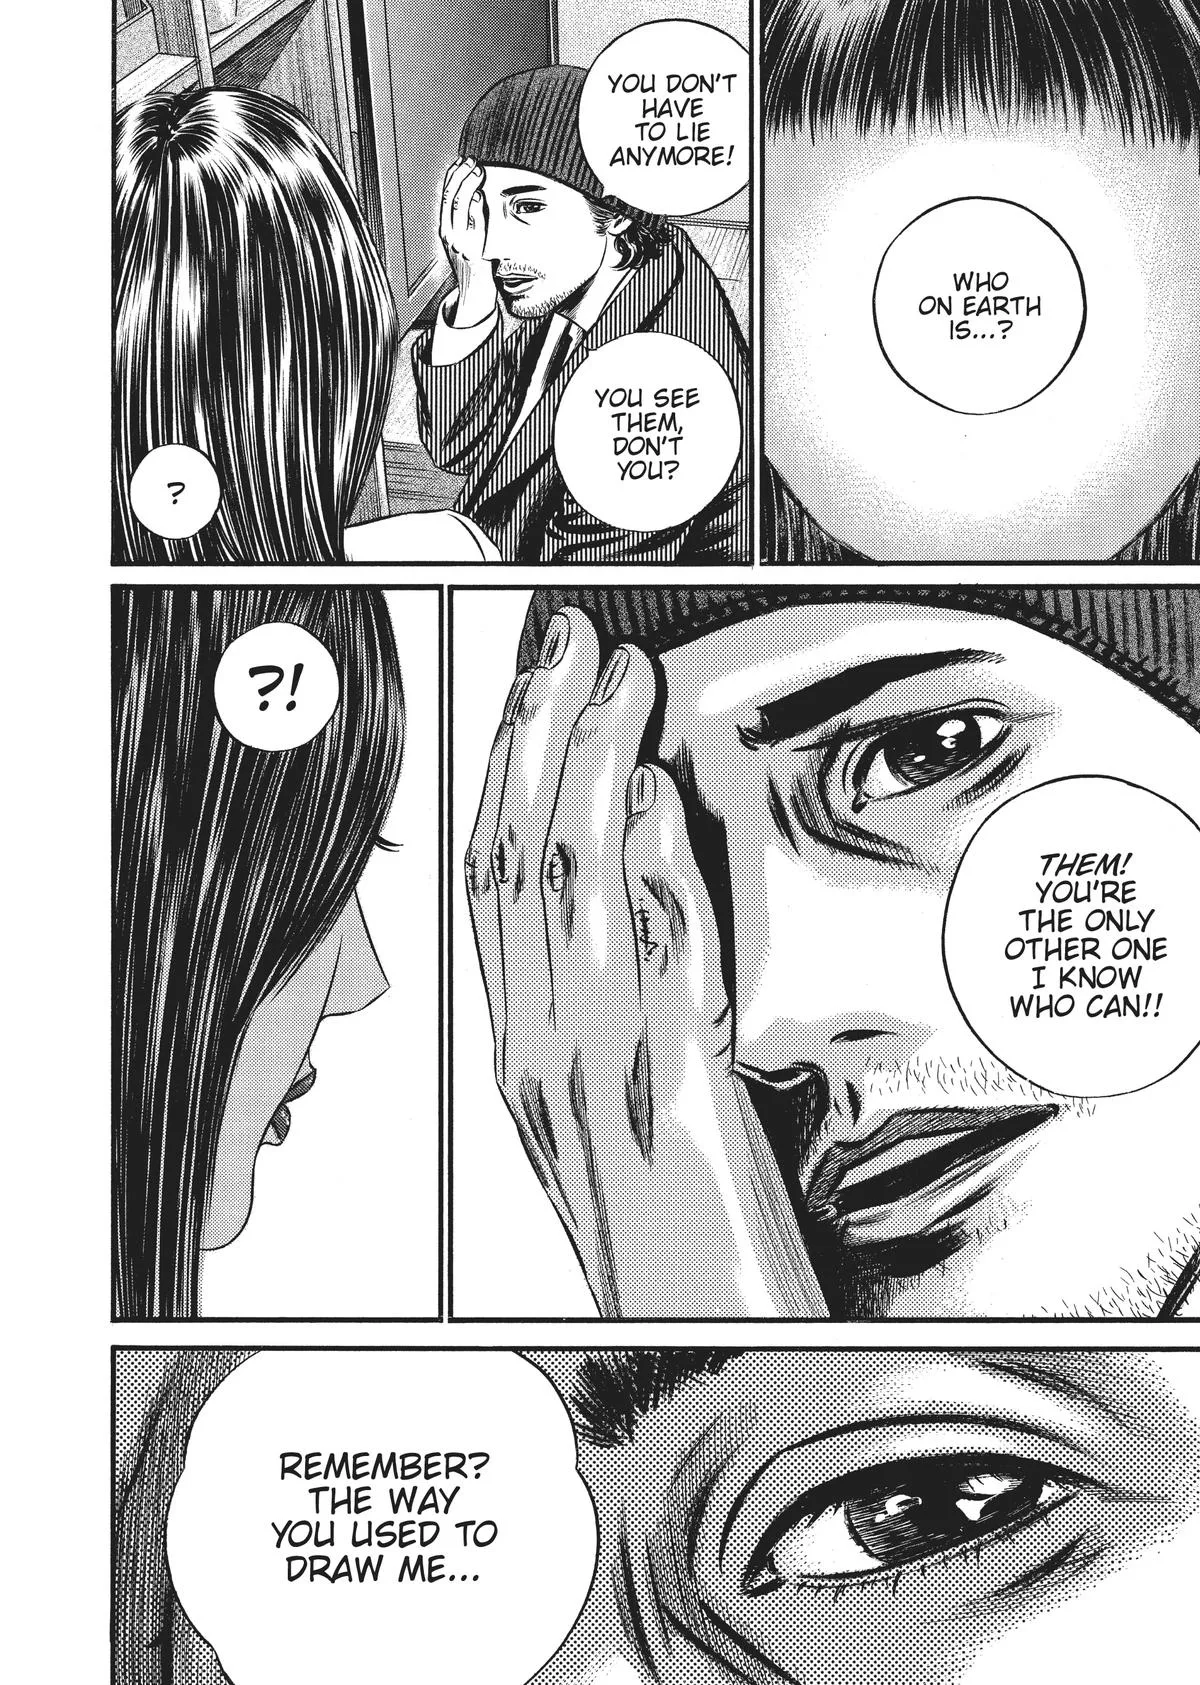 WHO
ON EARTH
IS...?
YOU DON'T
HAVE
TO LIE
ANYMORE!
YOU SEE
THEM,
DON'T
YOU?
?
THEM!
YOU'RE
THE ONLY
OTHER ONE
I KNOW
WHO CAN!!
?!
REMEMBER?
THE WAY
YOU USED TO
DRAW ME...